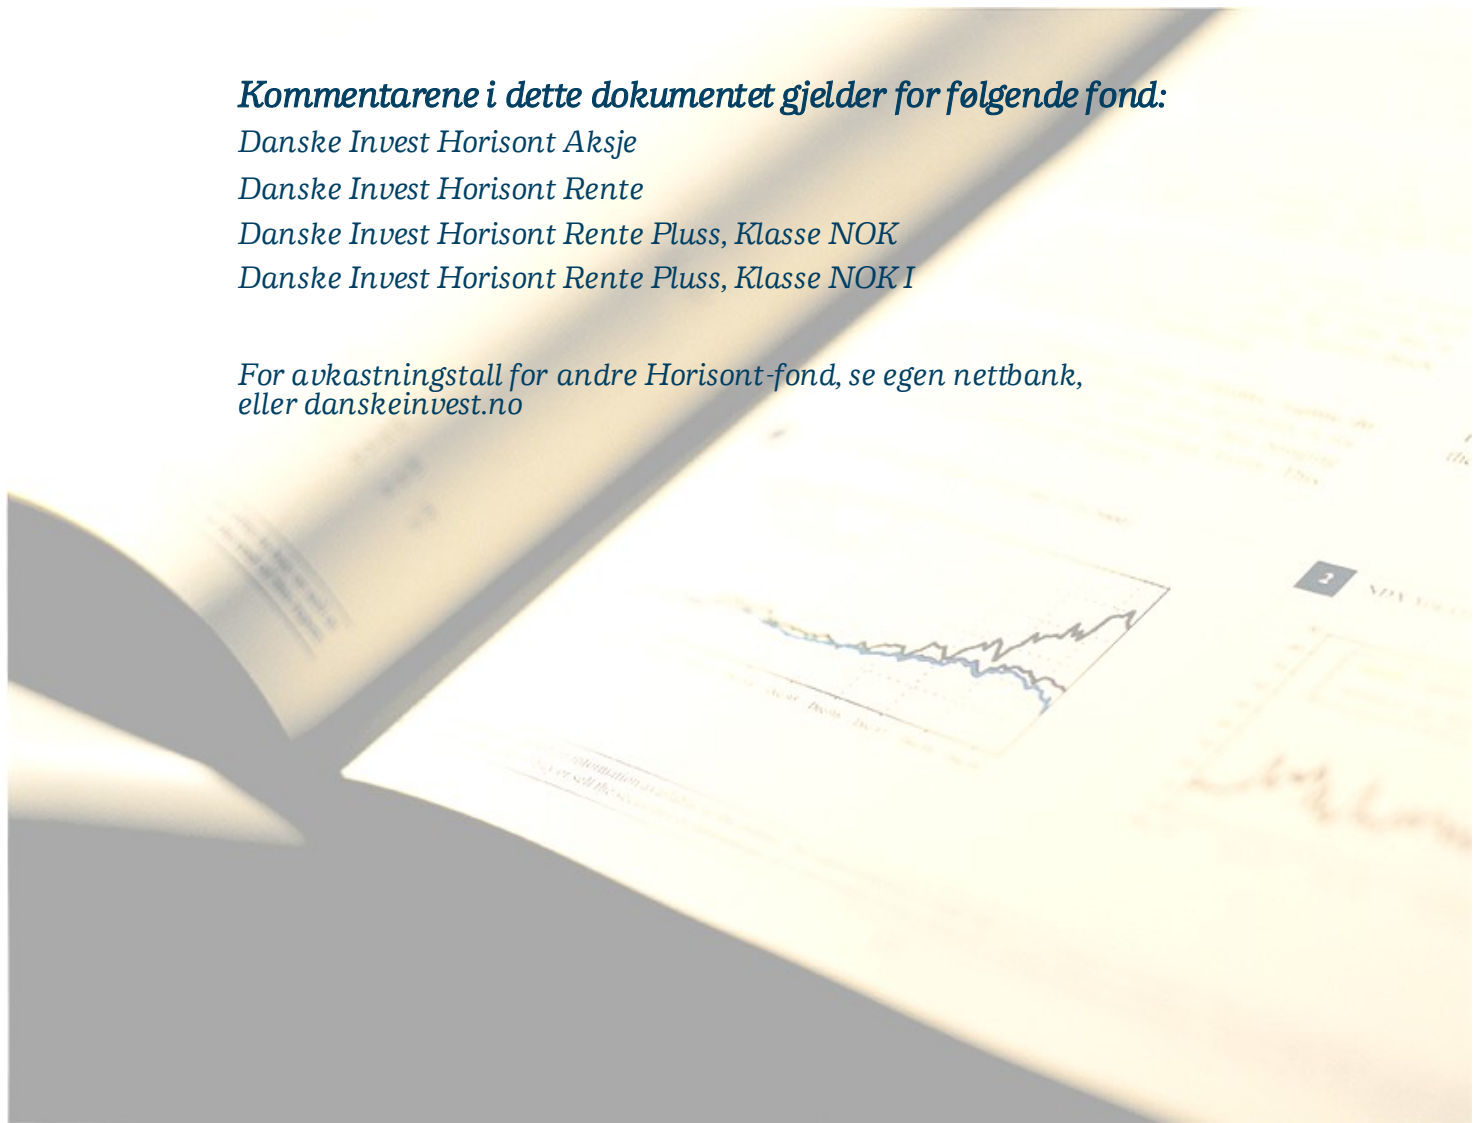 Kommentarene i dette dokumentet gjelder for følgende fond:
Danske Invest Horisont Aksje
Danske Invest Horisont Rente
Danske Invest Horisont Rente Pluss, Klasse NOK
Danske Invest Horisont Rente Pluss, Klasse NOK I
For avkastningstall for andre Horisont-fond, se egen nettbank,
eller danskeinvest.no
2